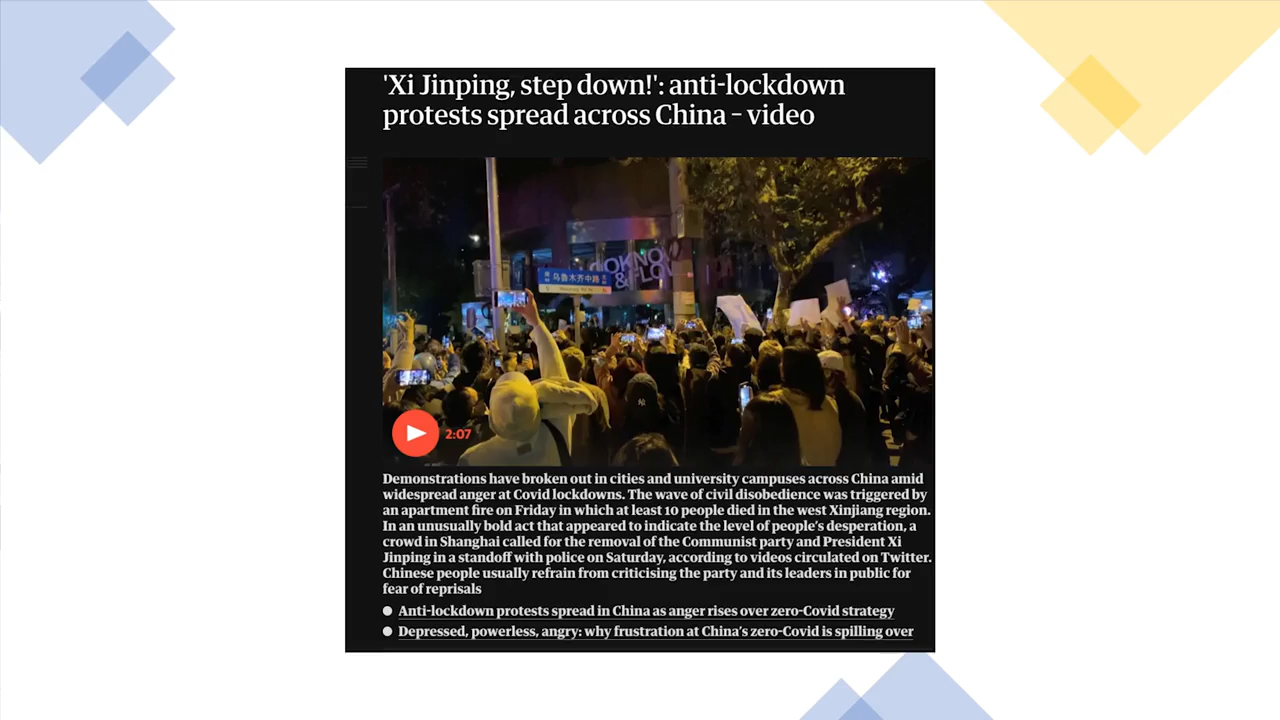 'Xi Jinping, step down!': anti-lockdown
protests spread across China – video
乌鲁木齐中路
2:07
Demonstrations have broken out in cities and university campuses across China amid
widespread anger at Covid lockdowns. The wave of civil disobedience was triggered by
an apartment fire on Friday in which at least 10 people died in the west Xinjiang region.
In an unusually bold act that appeared to indicate the level of people's desperation, a
crowd in Shanghai called for the removal of the Communist party and President Xi
Jinping in a standoff with police on Saturday, according to videos circulated on Twitter.
Chinese people usually refrain from criticising the party and its leaders in public for
fear of reprisals
Anti-lockdown protests spread in China as anger rises over zero-Covid strategy
Depressed, powerless, angry: why frustration at China's zero-Covid is spilling over